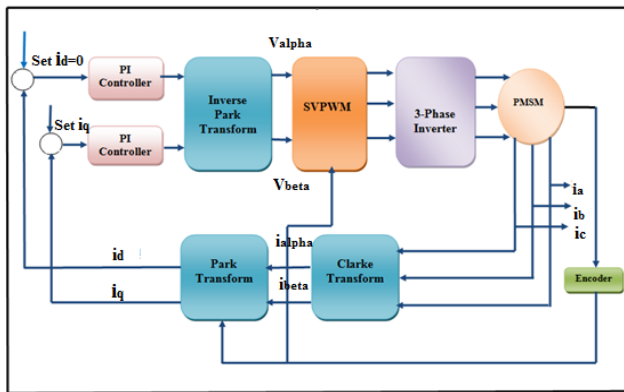 Valpha
Set id=0
PI
Controller
Inverse
Park
Transform
SVPWM
3-Phase
Inverter
PMSM
Set iq
PI
Controller
Vbeta
ia
ib
ic
id
iq
Park
Transform
ialpha
ibeta
Clarke
Transform
Encoder